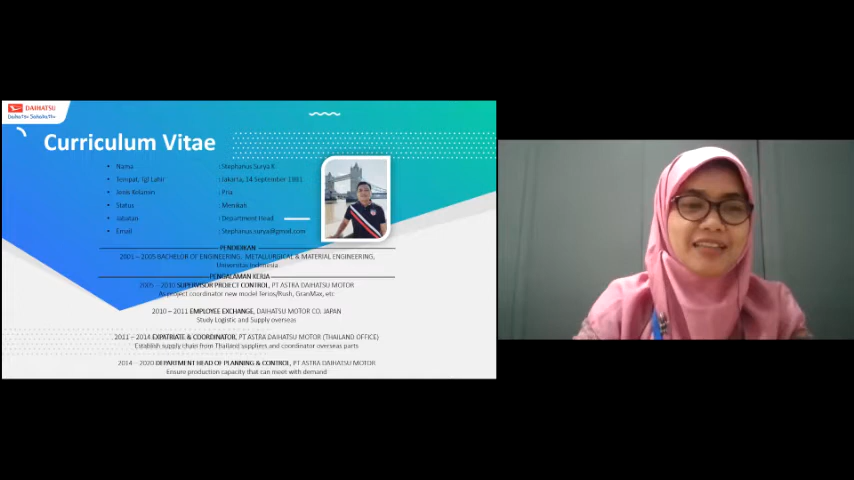 DAIHATSU
Daihatsu Sahabatku
Curriculum Vitae
• Nama : Stephanus Surya R
• Tempat, Tgl Lahir : Jakarta, 14 September 1981
• Jenis Kelamin : Pria
• Status : Menikah
• Jabatan : Department Head
• Email : Stephanus.surya@gmail.com
PENDIDIKAN
2001 – 2005 BACHELOR OF ENGINEERING, METALLURGICAL & MATERIAL ENGINEERING,
Universitas Indonesia
PENGALAMAN KERJA
2005 – 2010 SUPERVISOR PROJECT CONTROL, PT ASTRA DAIHATSU MOTOR
As project coordinator new model Terios/Rush, GranMax, etc
2010 – 2011 EMPLOYEE EXCHANGE, DAIHATSU MOTOR CO. JAPAN
Study Logistic and Supply overseas
2011 – 2014 EXPATRIATE & COORDINATOR, PT ASTRA DAIHATSU MOTOR (THAILAND OFFICE)
Establish supply chain from Thailand suppliers and coordinator overseas parts
2014 – 2020 DEPARTMENT HEAD OF PLANNING & CONTROL, PT ASTRA DAIHATSU MOTOR
Ensure production capacity that can meet with demand